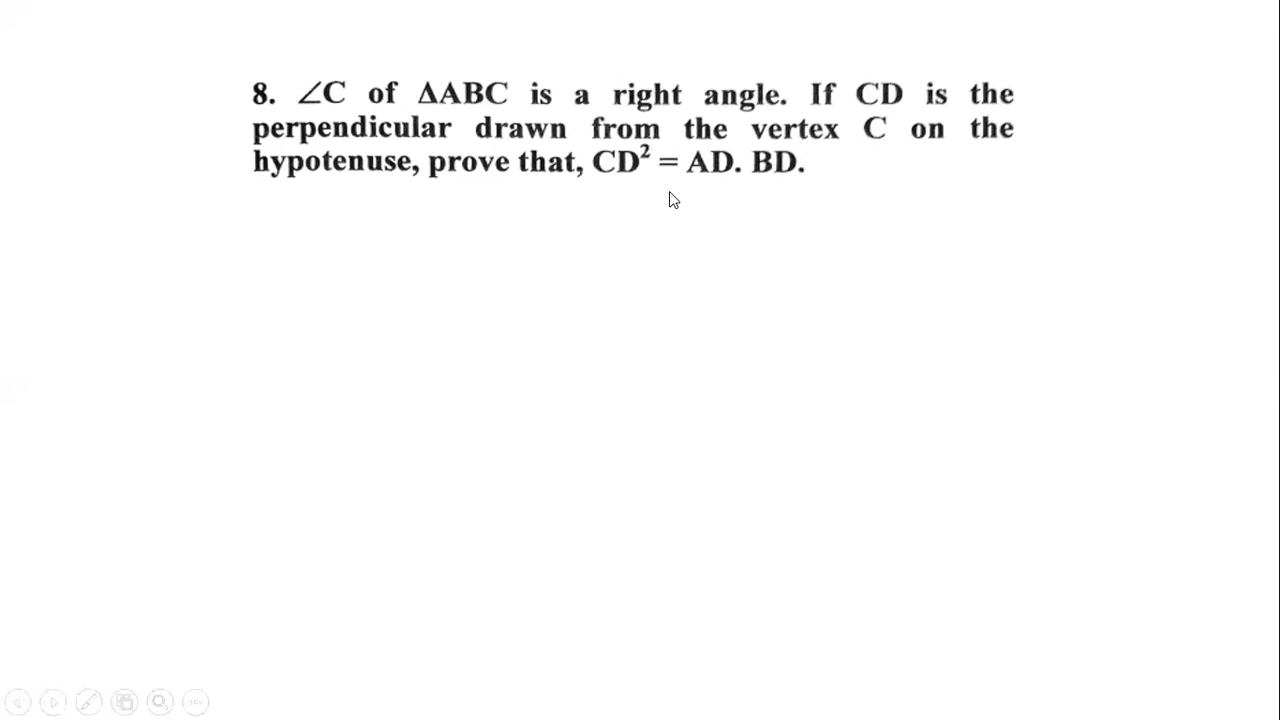 8. ∠C of ΔABC is a right angle. If CD is the
perpendicular drawn from the vertex C on the
hypotenuse, prove that, CD² = AD. BD.